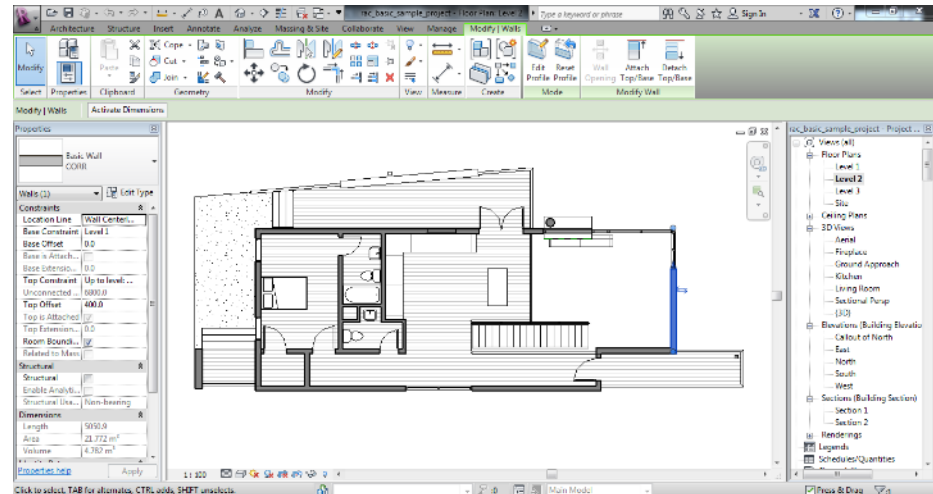 rac_basic_sample_project - Floor Plan: Level 2
Type a keyword or phrase
Sign In
Architecture Structure Insert Annotate Analyze Massing & Site Collaborate View Manage Modify | Walls
Modify
Paste
Cope
Cut
Join
Edit Profile
Reset Profile
Wall Opening
Attach Top/Base
Detach Top/Base
Select Properties Clipboard Geometry Modify View Measure Create Mode Modify Wall
Modify | Walls Activate Dimensions
Properties
Basic Wall
CORR
Walls (1) Edit Type
Constraints
Location Line Wall Centerl...
Base Constraint Level 1
Base Offset 0.0
Base is Attach...
Base Extensio... 0.0
Top Constraint Up to level: ...
Unconnected ... 6800.0
Top Offset 400.0
Top is Attached
Top Extension... 0.0
Room Boundi...
Related to Mass
Structural
Structural
Enable Analyti...
Structural Usa... Non-bearing
Dimensions
Length 5050.9
Area 21.772 m²
Volume 4.782 m³
Properties help Apply
rac_basic_sample_project - Project ...
Views (all)
Floor Plans
Level 1
Level 2
Level 3
Site
Ceiling Plans
3D Views
Aerial
Fireplace
Ground Approach
Kitchen
Living Room
Sectional Persp
{3D}
Elevations (Building Elevatio
Callout of North
East
North
South
West
Sections (Building Section)
Section 1
Section 2
Renderings
Legends
Schedules/Quantities
1 : 100
Click to select, TAB for alternates, CTRL adds, SHIFT unselects.
:0
Main Model
Press & Drag